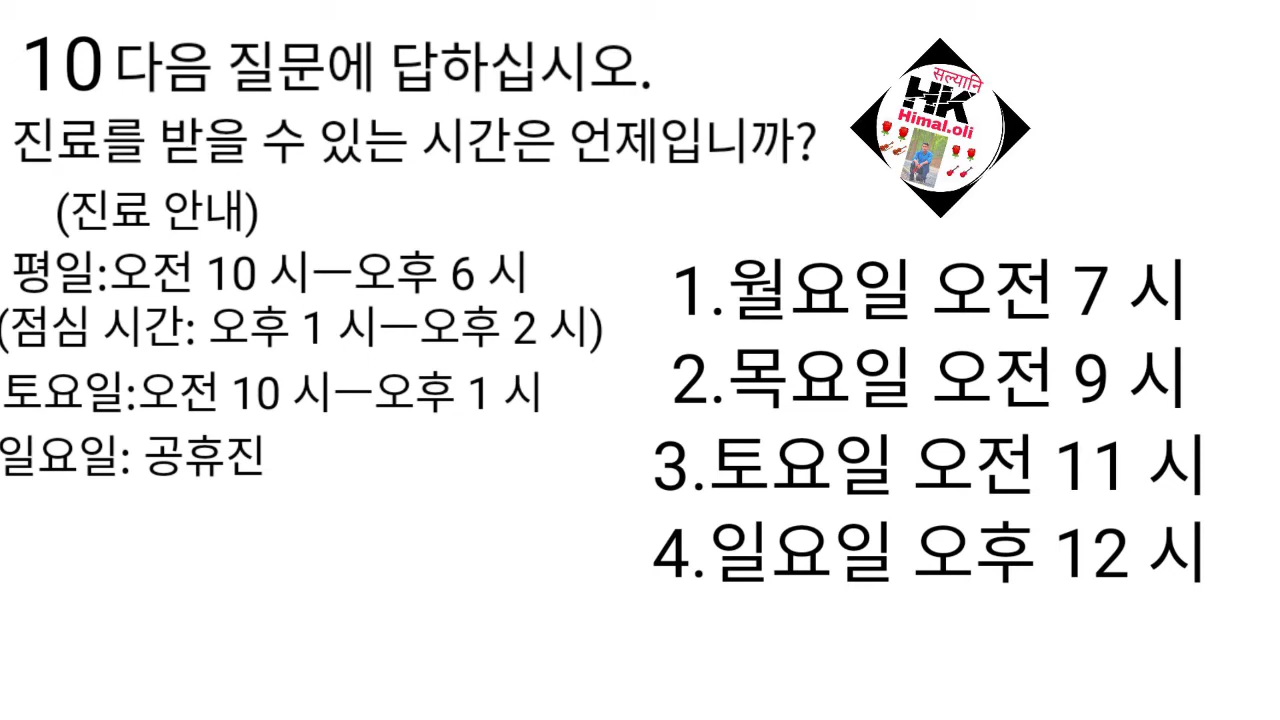 10 다음 질문에 답하십시오.
진료를 받을 수 있는 시간은 언제입니까?
(진료 안내)
평일:오전 10 시ㅡ오후 6 시
(점심 시간: 오후 1 시ㅡ오후 2 시)
토요일:오전 10 시ㅡ오후 1 시
일요일: 공휴진
1.월요일 오전 7 시
2.목요일 오전 9 시
3.토요일 오전 11 시
4.일요일 오후 12 시
सल्यानि
HK
Himal.oli